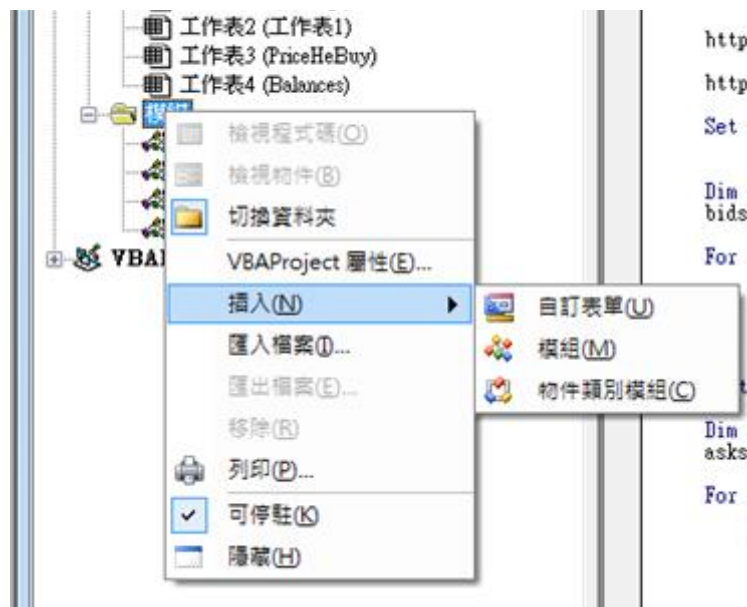 工作表2 (工作表1)
工作表3 (PriceHeBuy)
工作表4 (Balances)
模組
檢視程式碼(O)
檢視物件(B)
切換資料夾
VBAProject 屬性(E)...
插入(N)
匯入檔案(I)...
匯出檔案(E)...
移除(R)
列印(P)...
可停駐(K)
隱藏(H)
自訂表單(U)
模組(M)
物件類別模組(C)
VBAI
http
http
Set
Dim
bids
For
Dim
asks
For